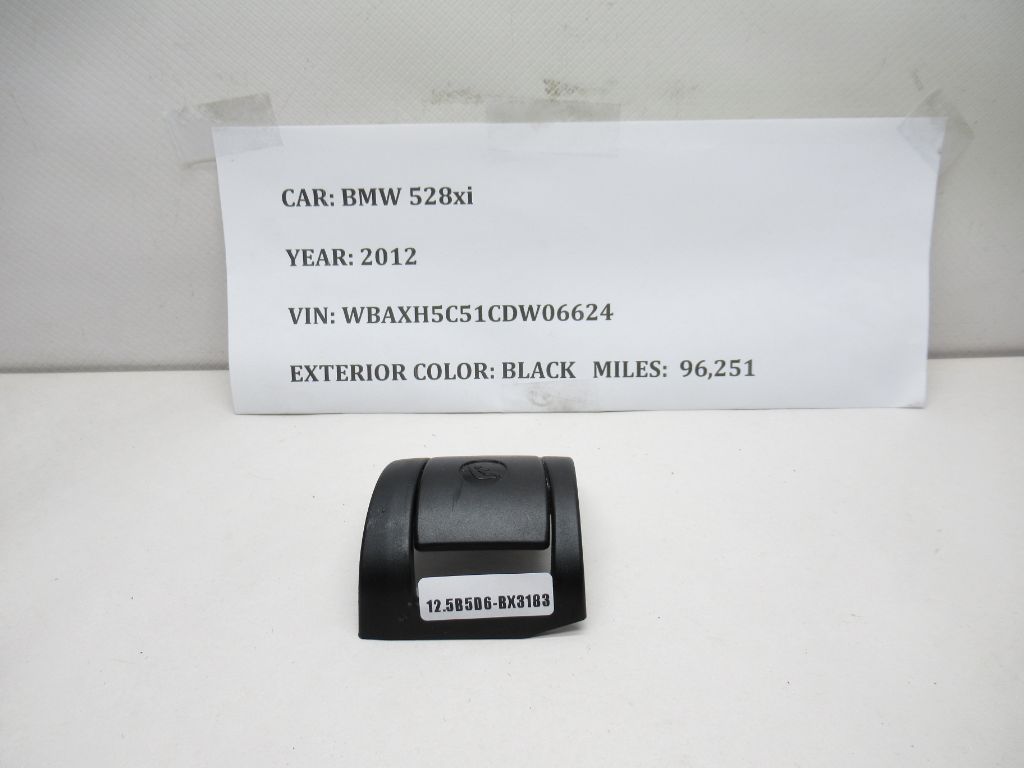 CAR: BMW 528xi
YEAR: 2012
VIN: WBAXH5C51CDW06624
EXTERIOR COLOR: BLACK MILES: 96,251
12.5B5D6-BX3183